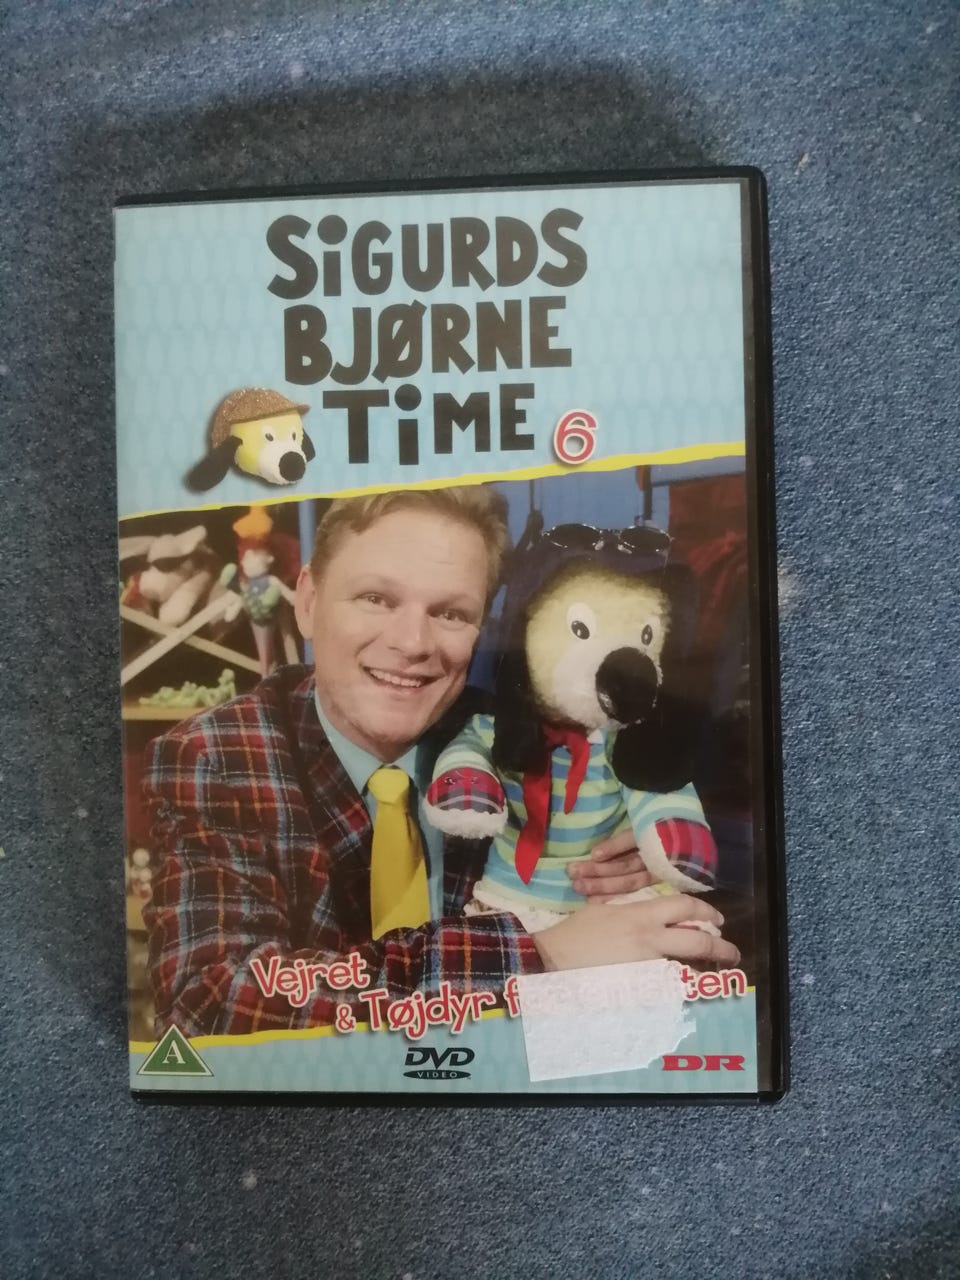 SiGURDS
BJØRNE
TiME 6
Vejret
& Tøjdyr
A
DVD
VIDEO
DR